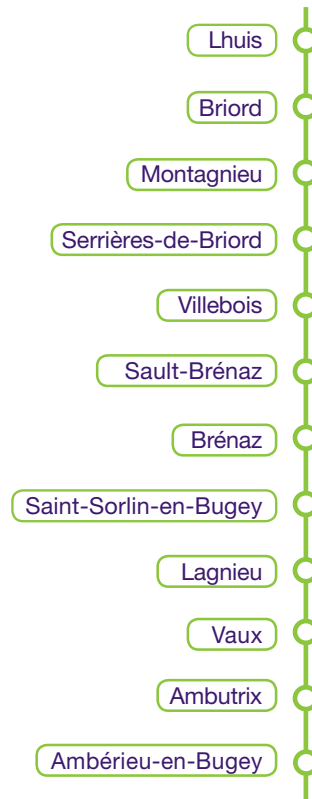 Lhuis
Briord
Montagnieu
Serrières-de-Briord
Villebois
Sault-Brénaz
Brénaz
Saint-Sorlin-en-Bugey
Lagnieu
Vaux
Ambutrix
Ambérieu-en-Bugey